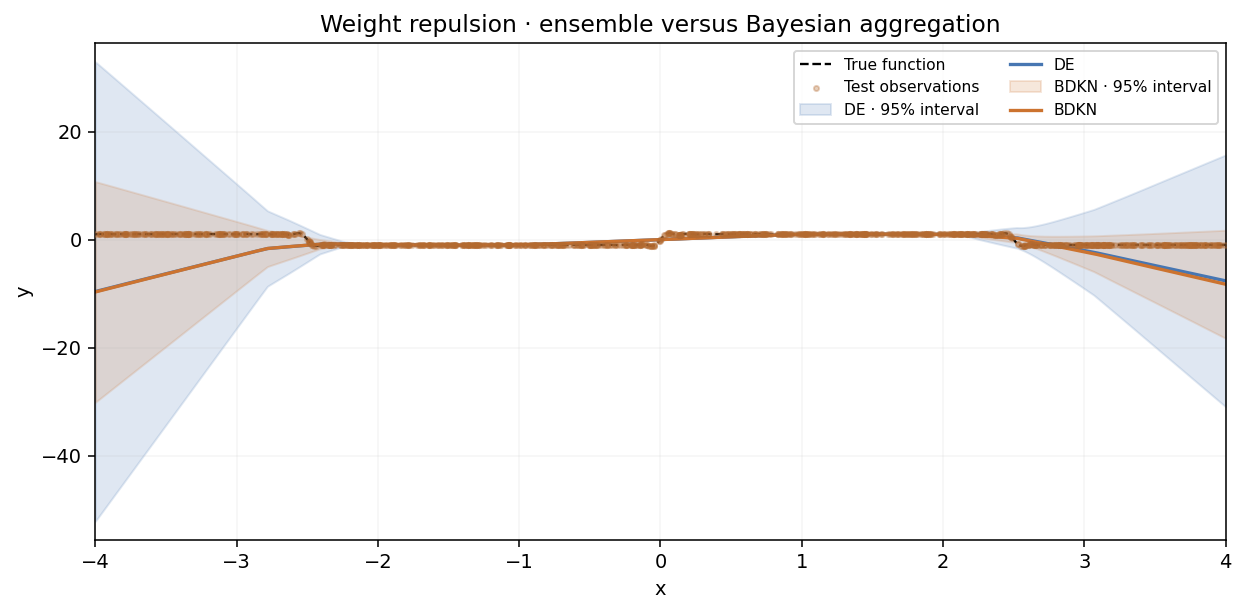 Weight repulsion · ensemble versus Bayesian aggregation
True function
Test observations
DE · 95% interval
DE
BDKN · 95% interval
BDKN
y
20
0
−20
−40
−4
−3
−2
−1
0
1
2
3
4
x